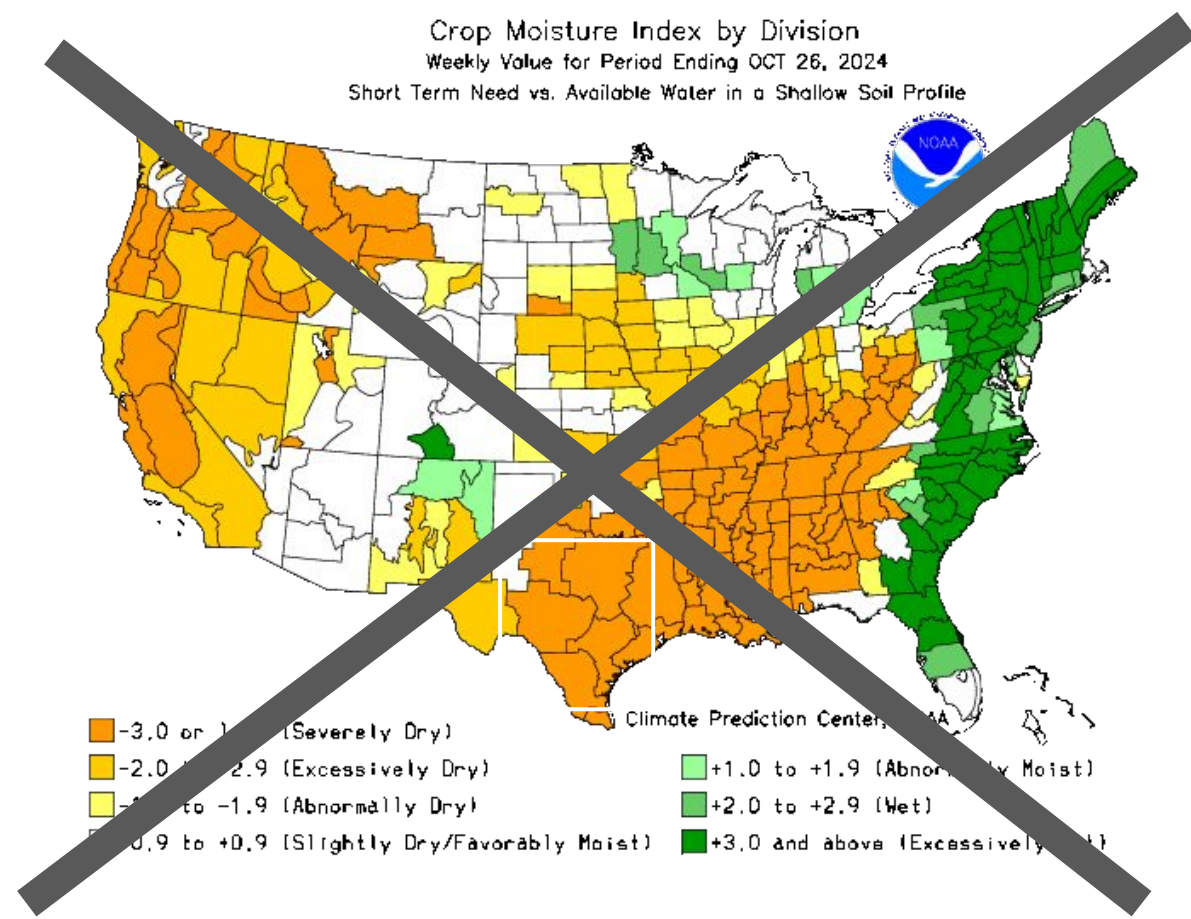 Crop Moisture Index by Division
Weekly Value for Period Ending OCT 26, 2024
Short Term Need vs. Available Water in a Shallow Soil Profile
NOAA
Climate Prediction Center,
-3.0 or (Severely Dry)
-2.0 -2.9 (Excessively Dry)
to -1.9 (Abnormally Dry)
0.9 to +0.9 (Slightly Dry/Favorably Moist)
+1.0 to +1.9 Moist)
+2.0 to +2.9 (Wet)
+3.0 and above (Excessively